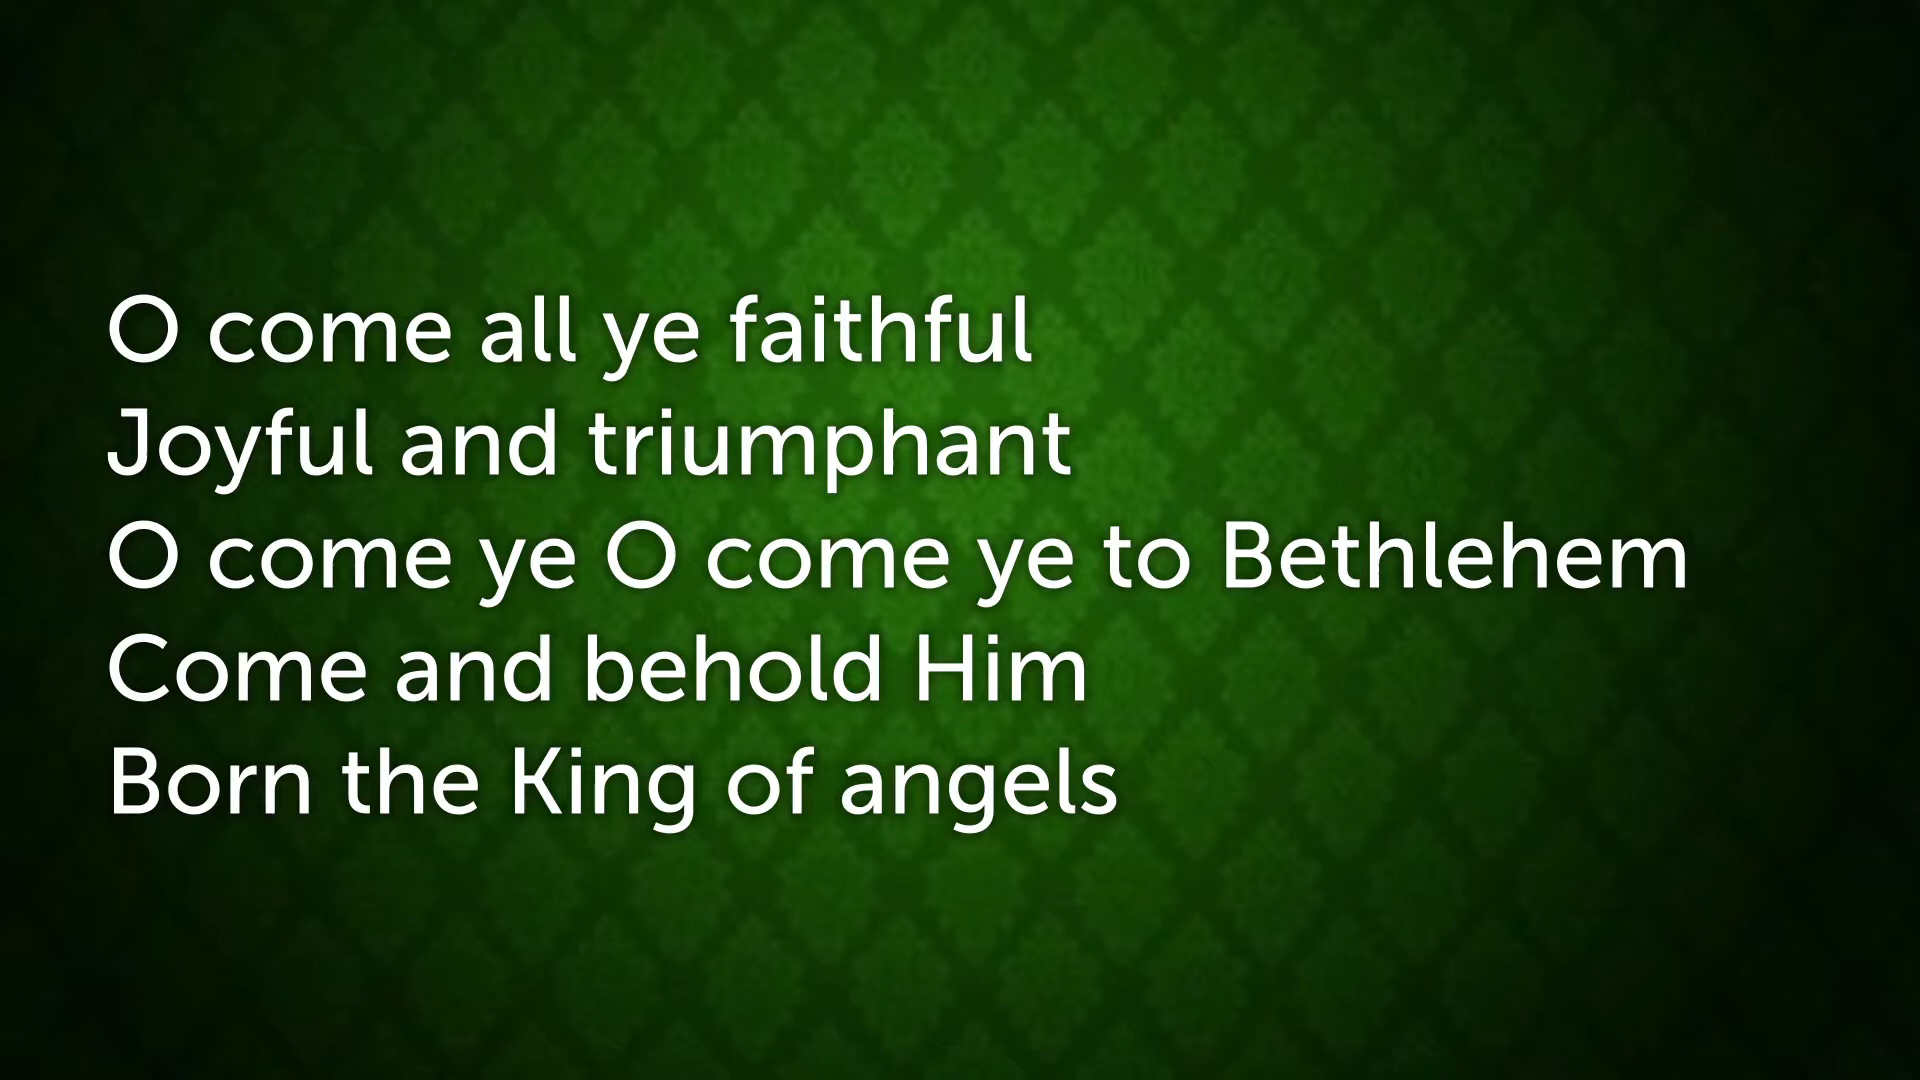 O come all ye faithful
Joyful and triumphant
O come ye O come ye to Bethlehem
Come and behold Him
Born the King of angels